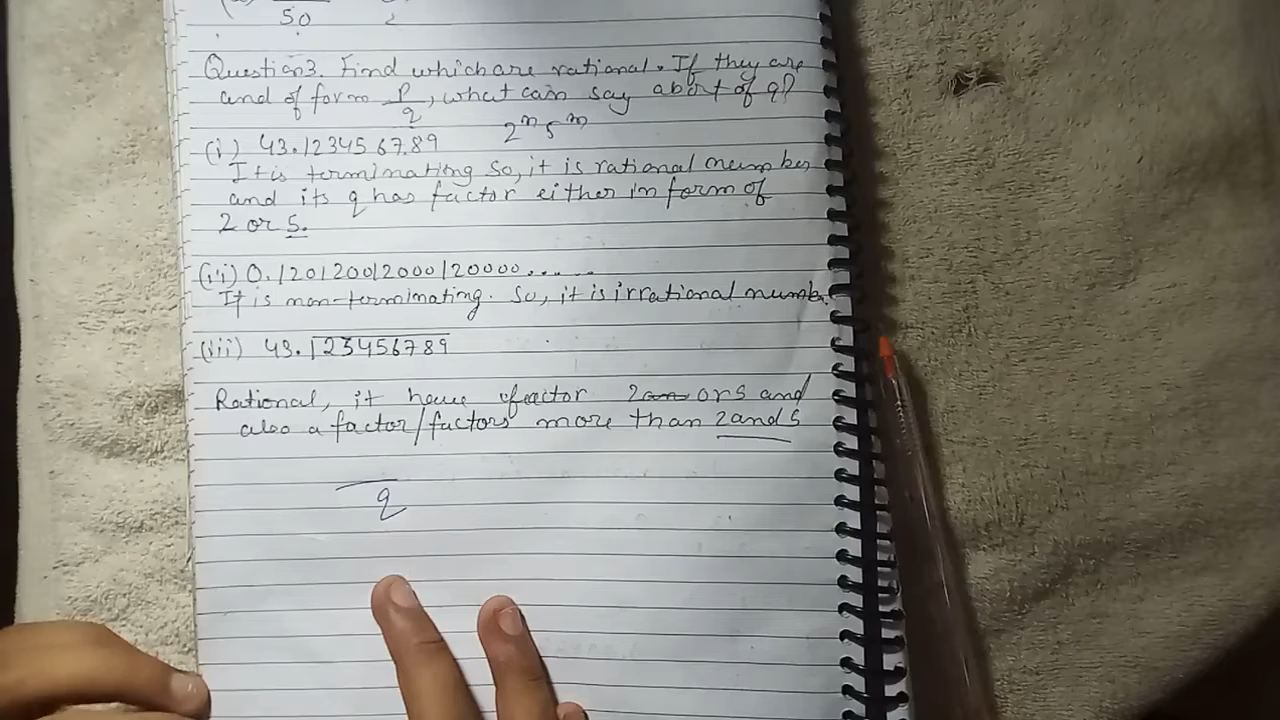 50 2
Question 3. Find which are rational. If they are
and of form P/q, what can say abort of q?
2^n 5^m
(i) 43.123456789
It is terminating so, it is rational number
and its q has factor either in form of
2 or 5.
(ii) 0.120120012000120000......
It is non-terminating. So, it is irrational number.
(iii) 43.123456789
Rational, it have factor 2 or 5 and
also a factor/factors more than 2 and 5
q